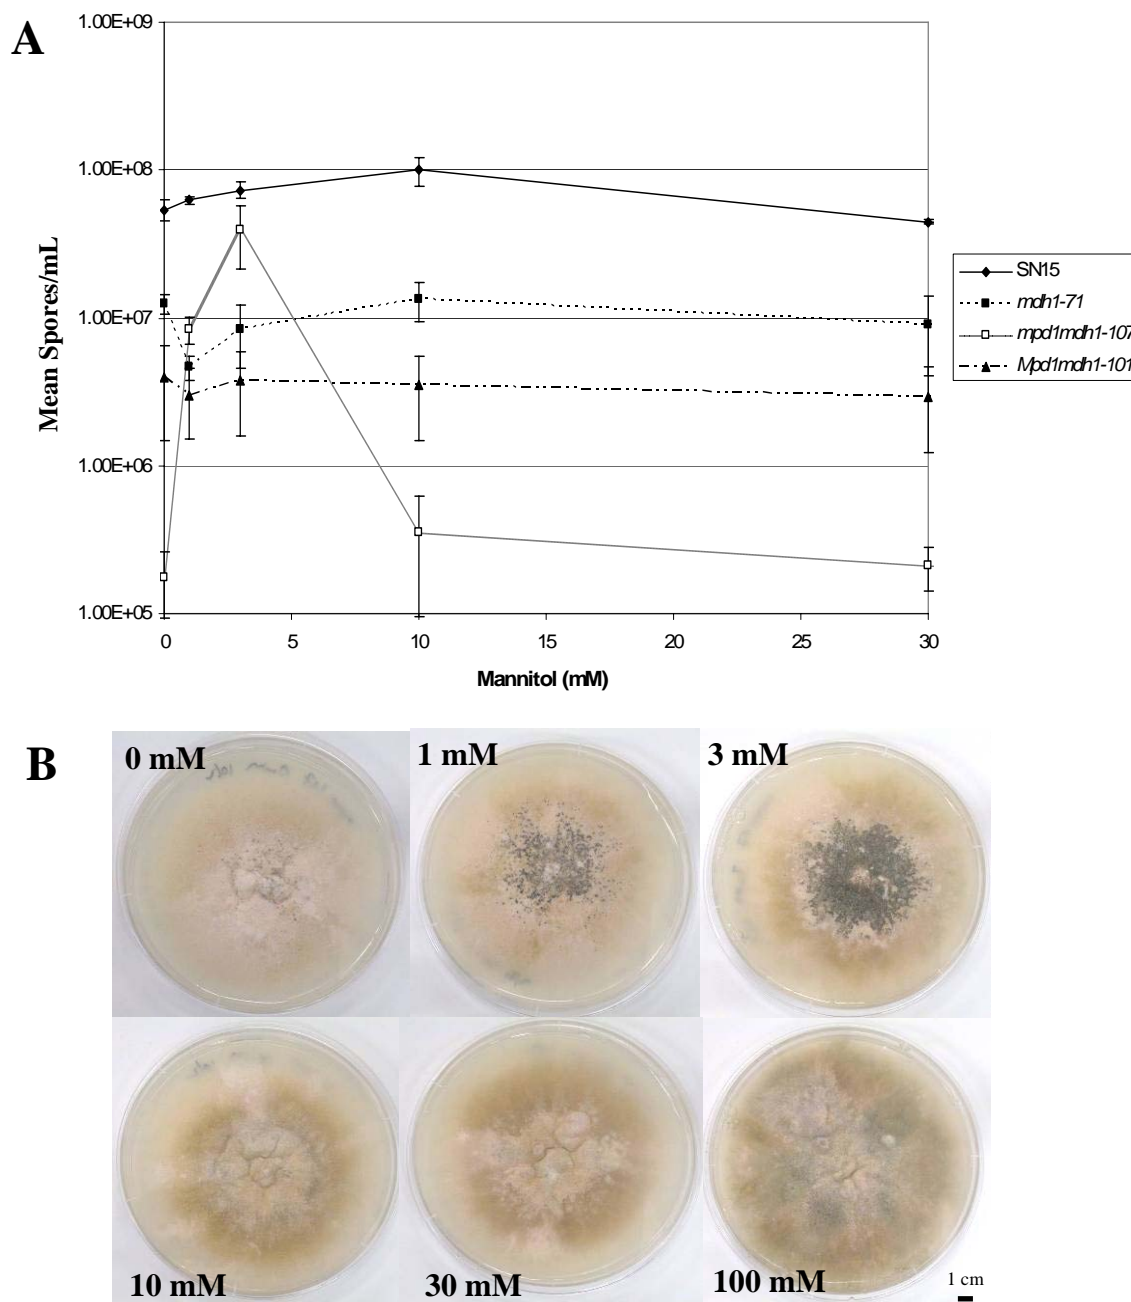 A
1.00E+09
1.00E+08
1.00E+07
1.00E+06
1.00E+05
Mean Spores/mL
0 5 10 15 20 25 30
Mannitol (mM)
SN15
mdh1-71
mpd1mdh1-107
Mpd1mdh1-101
B
0 mM
1 mM
3 mM
10 mM
30 mM
100 mM
1 cm